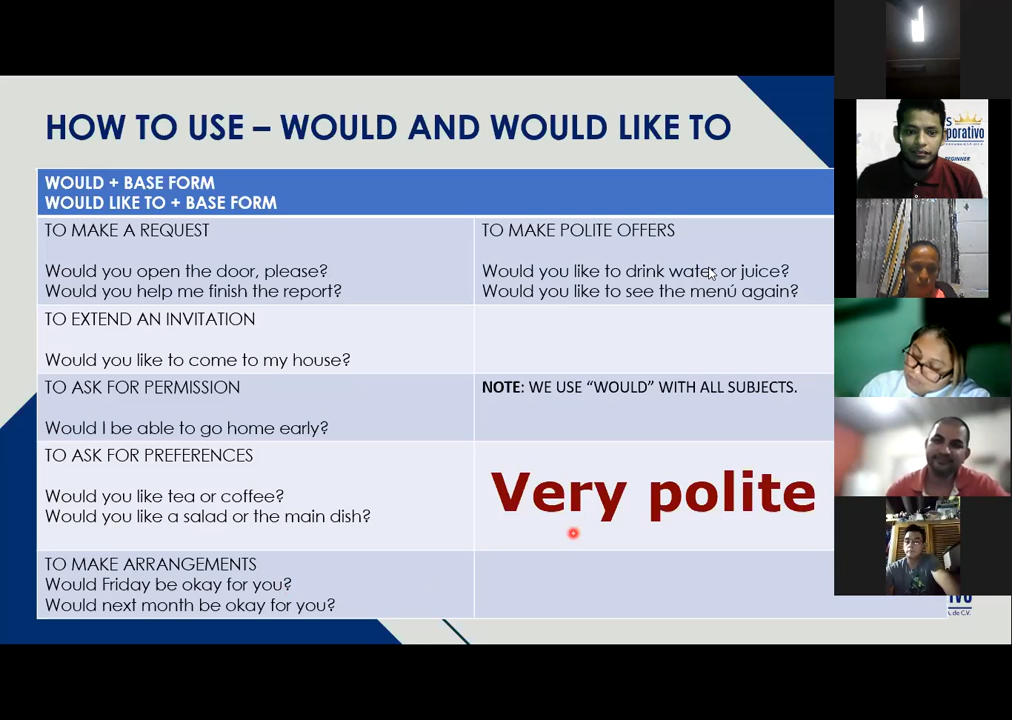 HOW TO USE – WOULD AND WOULD LIKE TO
WOULD + BASE FORM
WOULD LIKE TO + BASE FORM
TO MAKE A REQUEST
Would you open the door, please?
Would you help me finish the report?
TO MAKE POLITE OFFERS
Would you like to drink water or juice?
Would you like to see the menú again?
TO EXTEND AN INVITATION
Would you like to come to my house?
TO ASK FOR PERMISSION
Would I be able to go home early?
NOTE: WE USE “WOULD” WITH ALL SUBJECTS.
TO ASK FOR PREFERENCES
Would you like tea or coffee?
Would you like a salad or the main dish?
Very polite
TO MAKE ARRANGEMENTS
Would Friday be okay for you?
Would next month be okay for you?
de C.V.